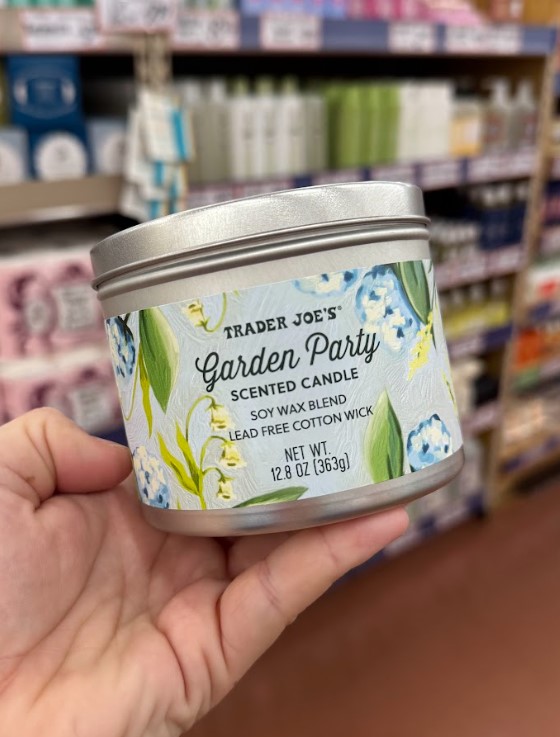 TRADER JOE'S®
Garden Party
SCENTED CANDLE
SOY WAX BLEND
LEAD FREE COTTON WICK
NET WT.
12.8 OZ (363g)